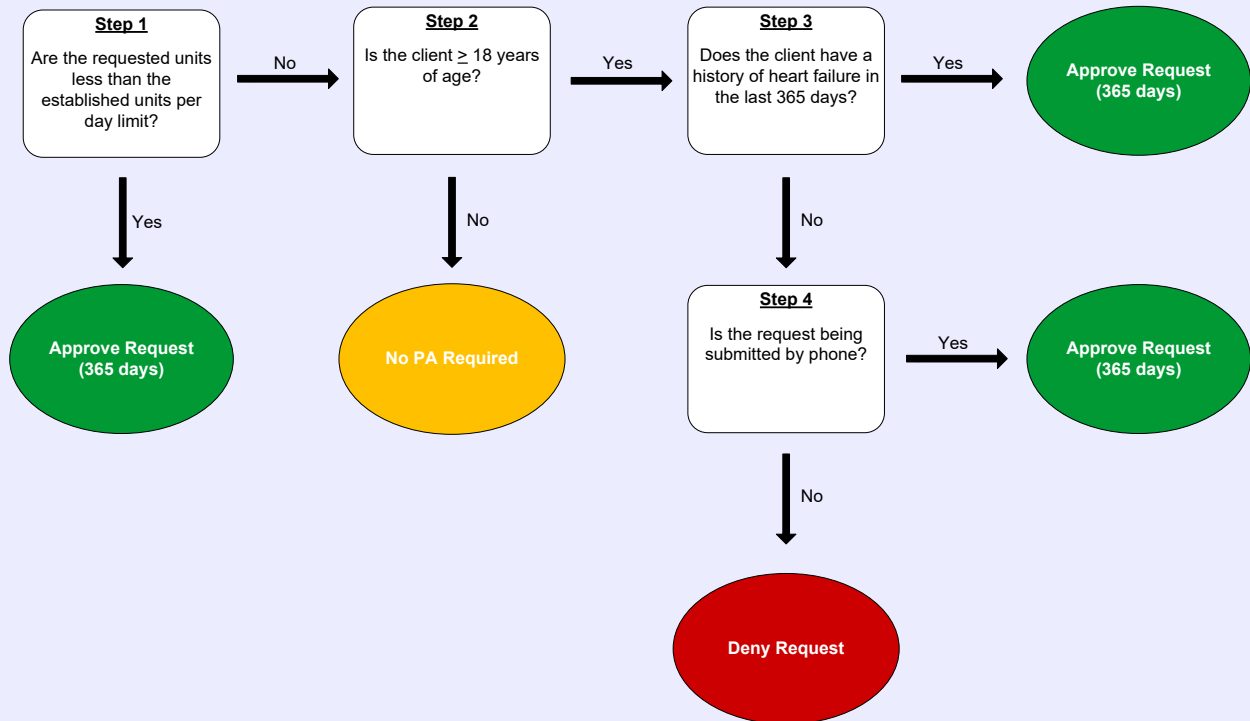 Step 1
Are the requested units
less than the
established units per
day limit?
No
Step 2
Is the client ≥ 18 years
of age?
Yes
Step 3
Does the client have a
history of heart failure in
the last 365 days?
Yes
Approve Request
(365 days)
Yes
No
No
Approve Request
(365 days)
No PA Required
Step 4
Is the request being
submitted by phone?
Yes
Approve Request
(365 days)
No
Deny Request